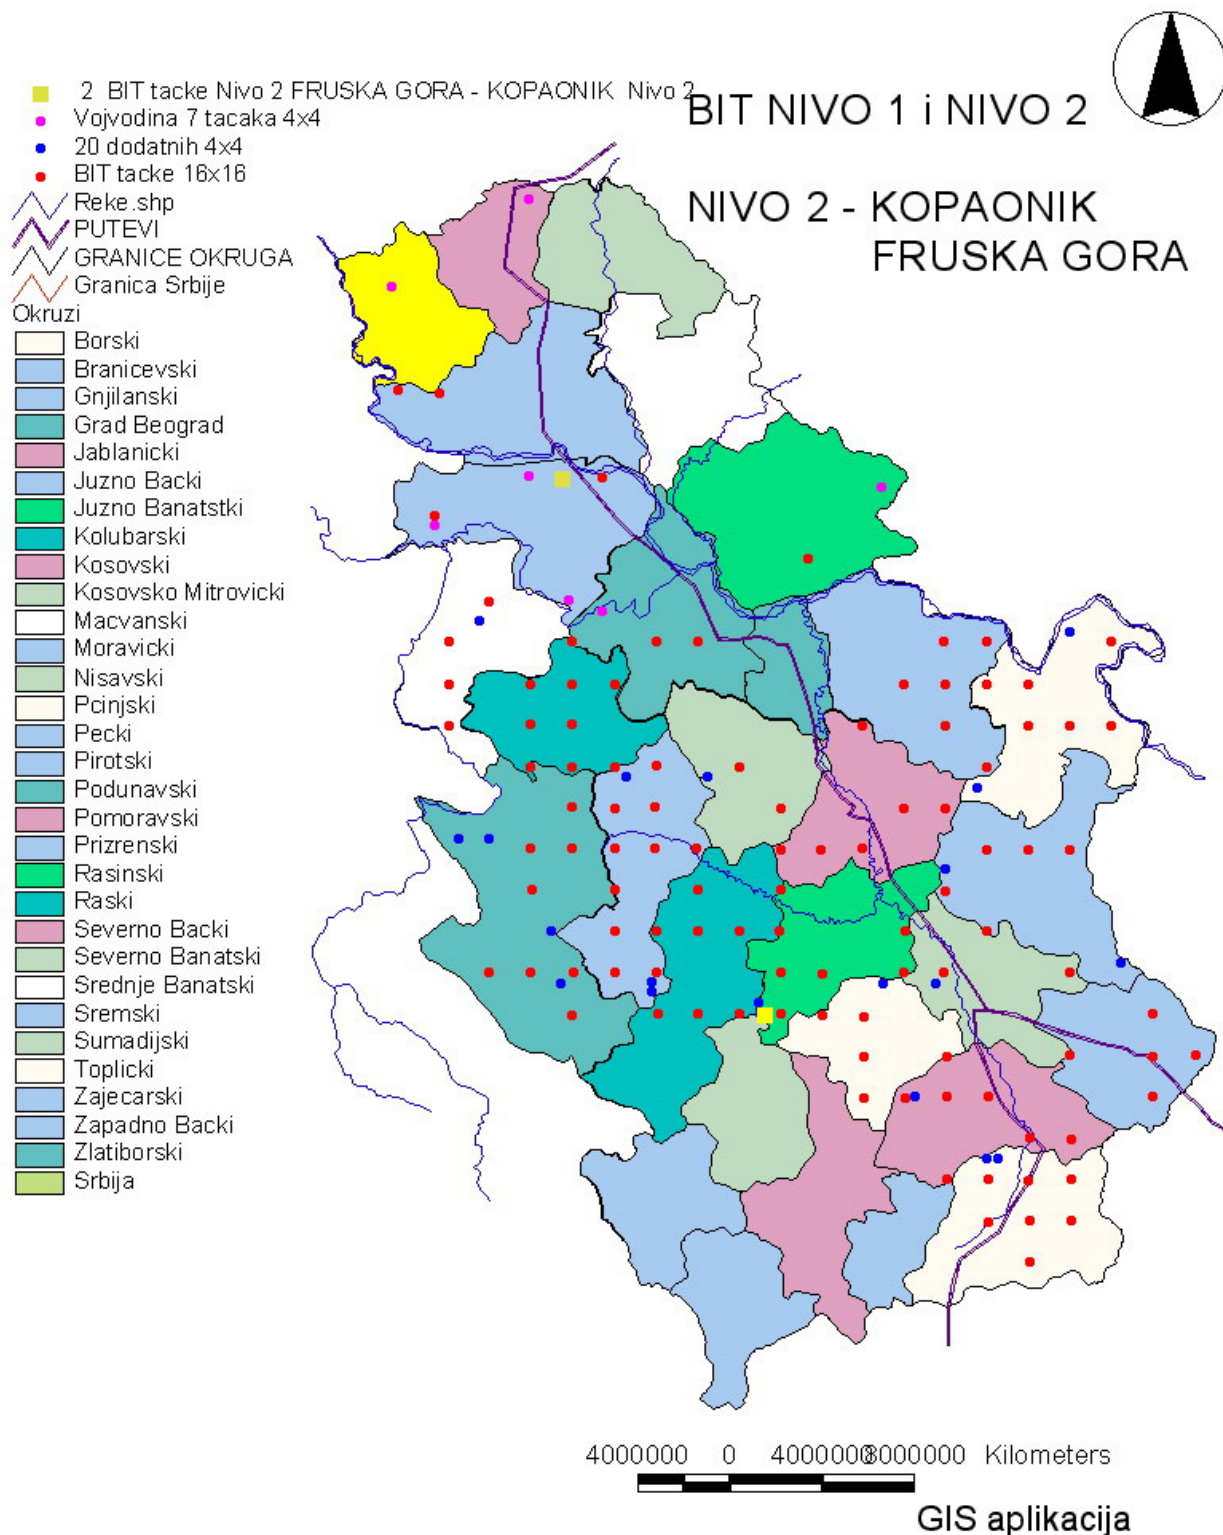 2 BIT tacke Nivo 2 FRUSKA GORA - KOPAONIK Nivo 2
Vojvodina 7 tacaka 4x4
20 dodatnih 4x4
BIT tacke 16x16
Reke.shp
PUTEVI
GRANICE OKRUGA
Granica Srbije
Okruzi
Borski
Branicevski
Gnjilanski
Grad Beograd
Jablanicki
Juzno Backi
Juzno Banatstki
Kolubarski
Kosovski
Kosovsko Mitrovicki
Macvanski
Moravicki
Nisavski
Pcinjski
Pecki
Pirotski
Podunavski
Pomoravski
Prizrenski
Rasinski
Raski
Severno Backi
Severno Banatski
Srednje Banatski
Sremski
Sumadijski
Toplicki
Zajecarski
Zapadno Backi
Zlatiborski
Srbija
BIT NIVO 1 i NIVO 2
NIVO 2 - KOPAONIK
FRUSKA GORA
40000000 0 40000000 80000000 Kilometers
GIS aplikacija